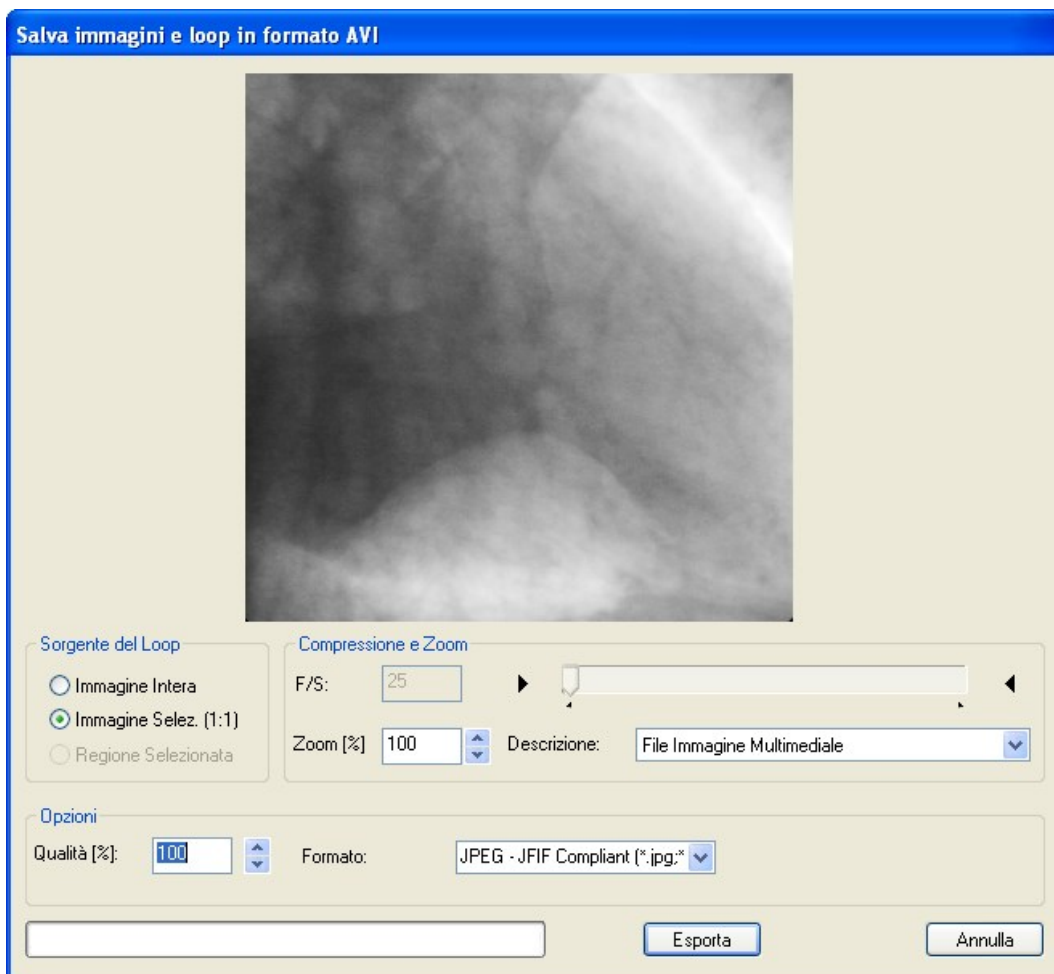 Salva immagini e loop in formato AVI
Sorgente del Loop
Immagine Intera
Immagine Selez. (1:1)
Regione Selezionata
Compressione e Zoom
F/S: 25
Zoom [%] 100 Descrizione: File Immagine Multimediale
Opzioni
Qualità [%]: 100 Formato: JPEG - JFIF Compliant (*.jpg;*
Esporta Annulla